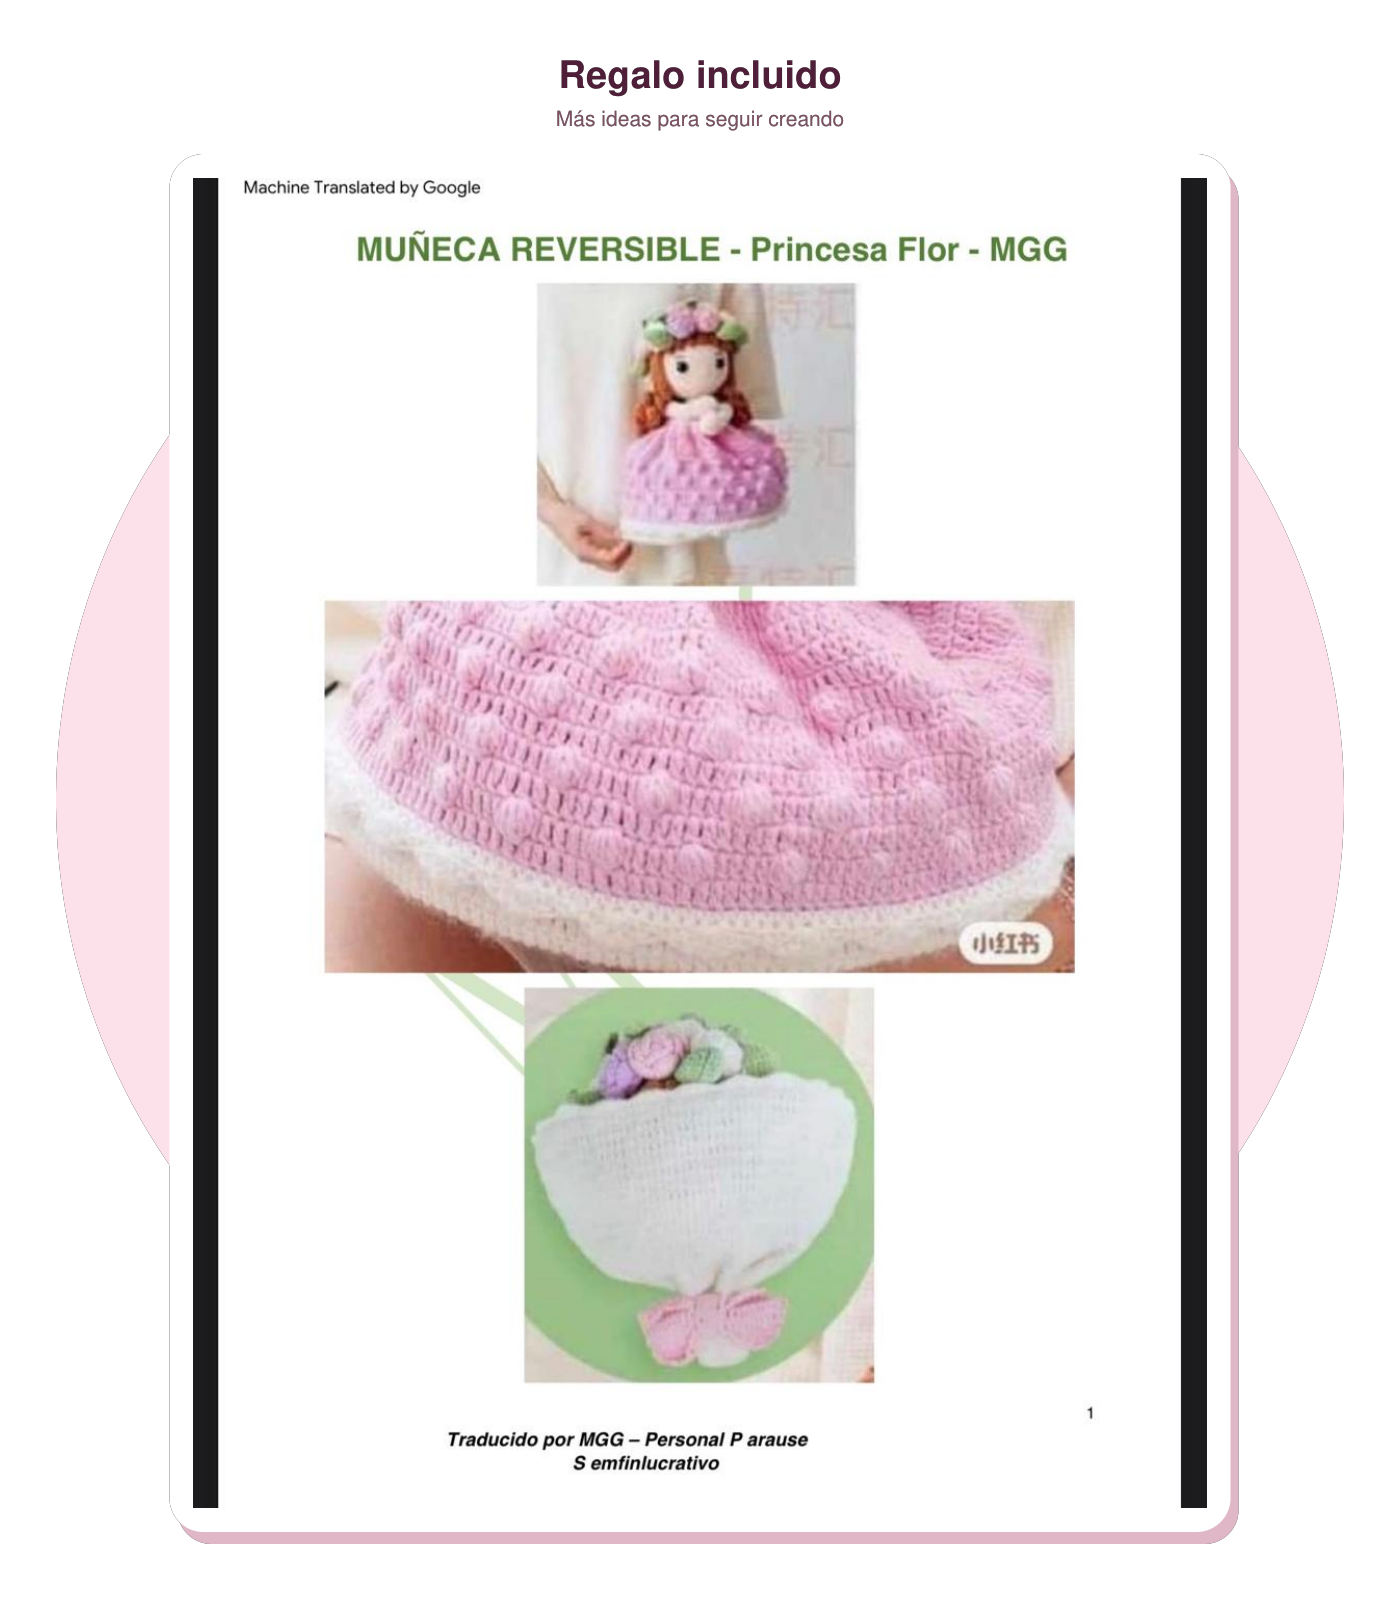 Regalo incluido
Más ideas para seguir creando
Machine Translated by Google
MUÑECA REVERSIBLE - Princesa Flor - MGG
小红书
1
Traducido por MGG – Personal P arause
S emfinlucrativo